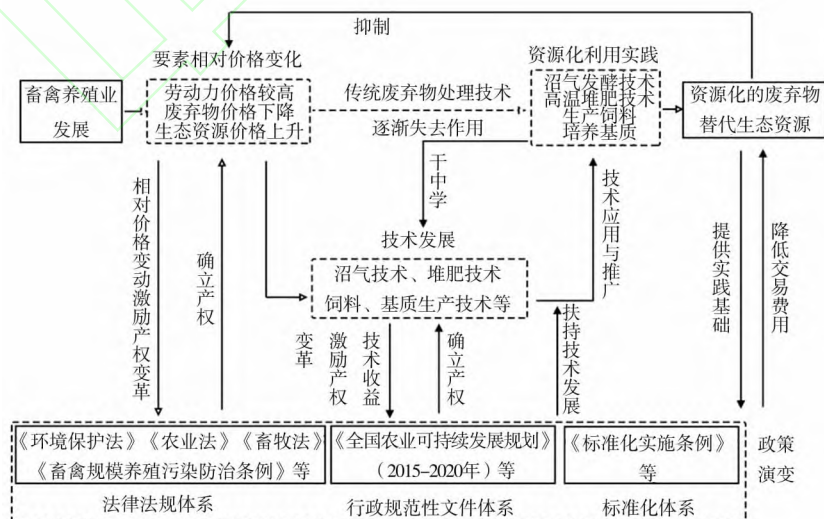 抑制
要素相对价格变化
资源化利用实践
畜禽养殖业
发展
劳动力价格较高
废弃物价格下降
生态资源价格上升
传统废弃物处理技术
逐渐失去作用
沼气发酵技术
高温堆肥技术
生产饲料
培养基质
资源化的废弃物
替代生态资源
干中学
技术发展
沼气技术、堆肥技术
饲料、基质生产技术等
相对价格变动激励产权变革
确立产权
技术收益
激励产权
变革
确立产权
扶持技术发展
技术应用与推广
提供实践基础
降低交易费用
《环境保护法》《农业法》《畜牧法》
《畜禽规模养殖污染防治条例》等
法律法规体系
《全国农业可持续发展规划》
(2015-2020年)等
行政规范性文件体系
《标准化实施条例》
等
标准化体系
政策
演变